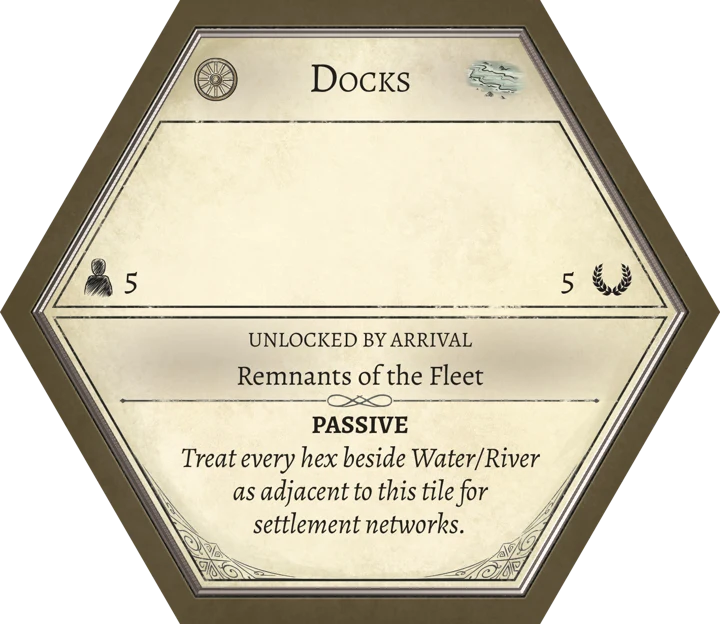 Docks
5
5
UNLOCKED BY ARRIVAL
Remnants of the Fleet
PASSIVE
Treat every hex beside Water/River
as adjacent to this tile for
settlement networks.